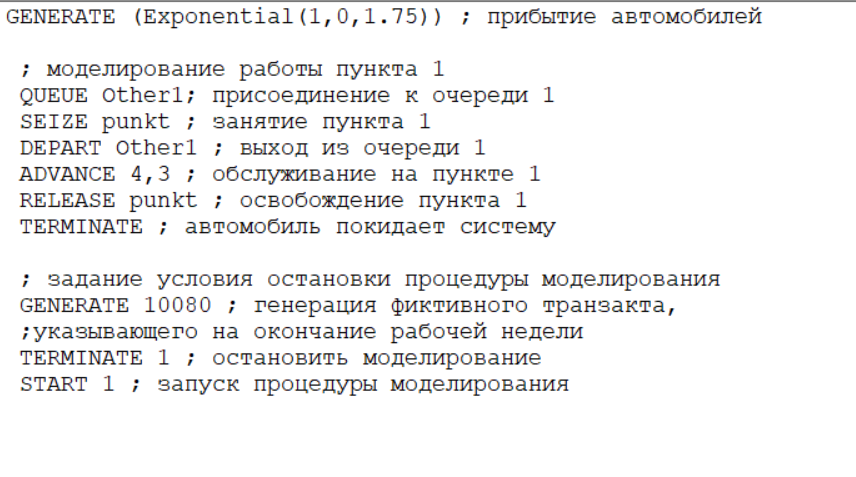 GENERATE (Exponential(1,0,1.75)) ; прибытие автомобилей
; моделирование работы пункта 1
QUEUE Other1; присоединение к очереди 1
SEIZE punkt ; занятие пункта 1
DEPART Other1 ; выход из очереди 1
ADVANCE 4,3 ; обслуживание на пункте 1
RELEASE punkt ; освобождение пункта 1
TERMINATE ; автомобиль покидает систему
; задание условия остановки процедуры моделирования
GENERATE 10080 ; генерация фиктивного транзакта,
;указывающего на окончание рабочей недели
TERMINATE 1 ; остановить моделирование
START 1 ; запуск процедуры моделирования